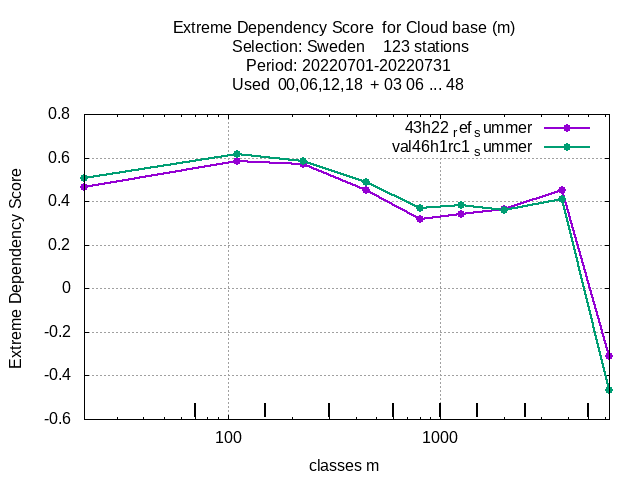 Extreme Dependency Score  for Cloud base (m)
Selection: Sweden    123 stations
Period: 20220701-20220731
Used  00,06,12,18  + 03 06 ... 48
43h22 ref summer
val46h1rc1 summer
Extreme Dependency Score
0.8
0.6
0.4
0.2
0
-0.2
-0.4
-0.6
100
1000
classes m